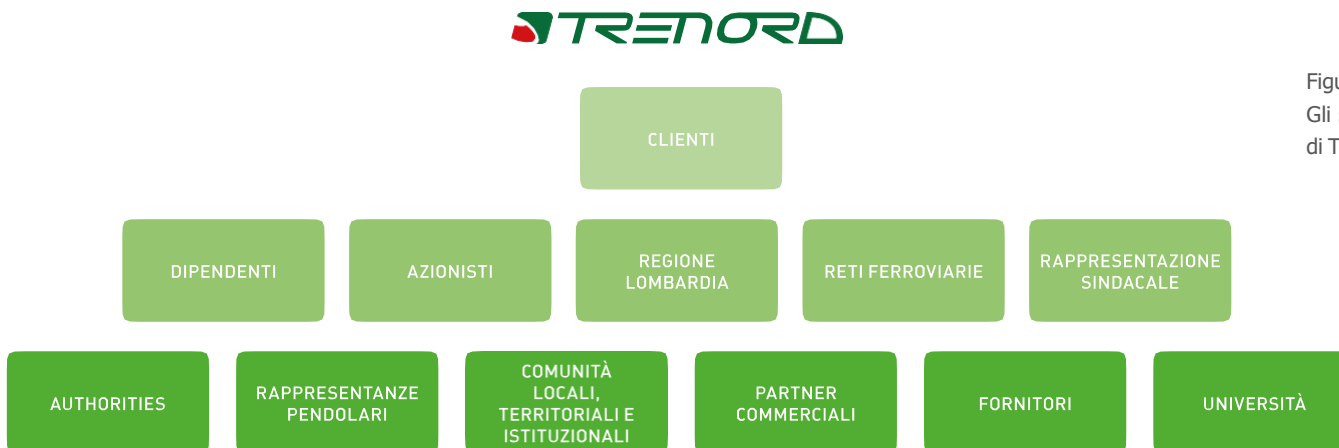 TRENORD
Gli
di
CLIENTI
DIPENDENTI
AZIONISTI
REGIONE
LOMBARDIA
RETI FERROVIARIE
RAPPRESENTAZIONE
SINDACALE
AUTHORITIES
RAPPRESENTANZE
PENDOLARI
COMUNITÀ
LOCALI,
TERRITORIALI E
ISTITUZIONALI
PARTNER
COMMERCIALI
FORNITORI
UNIVERSITÀ